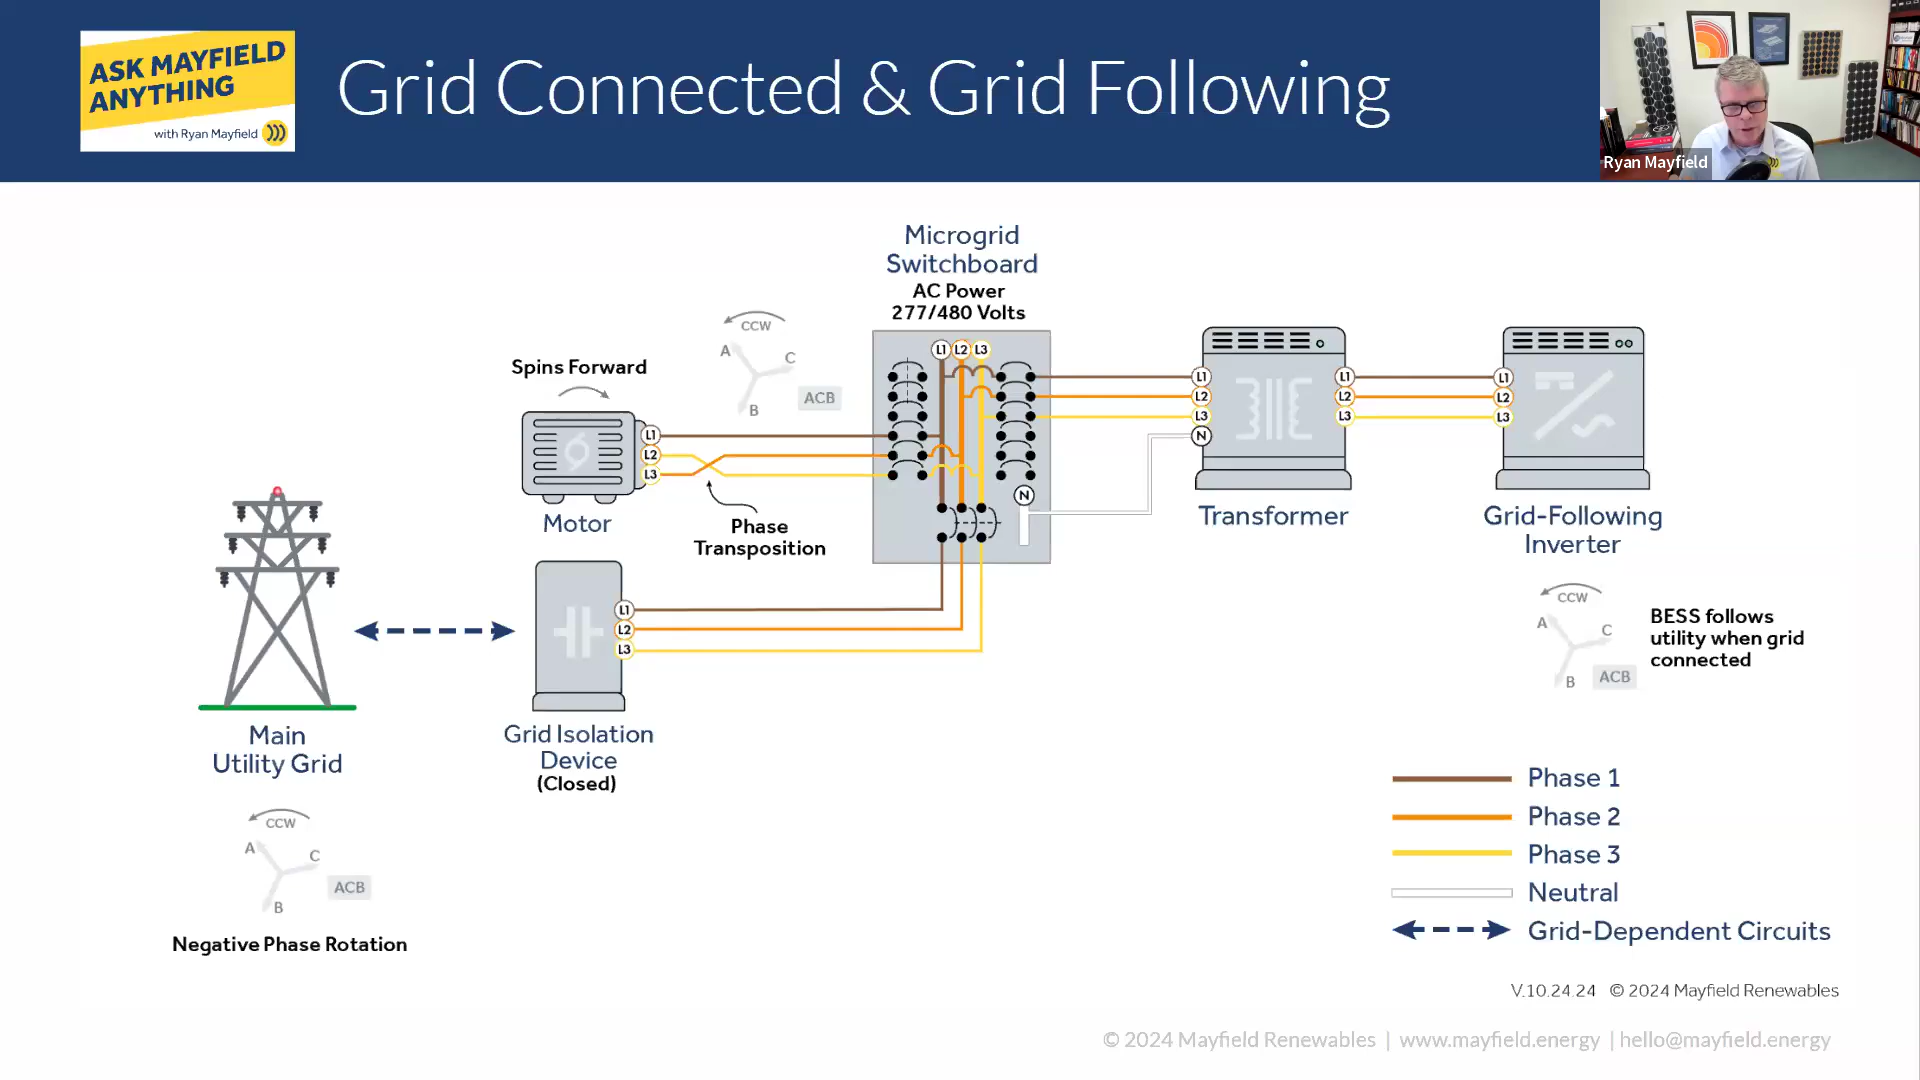 ASK MAYFIELD
ANYTHING
with Ryan Mayfield
Grid Connected & Grid Following
Ryan Mayfield
Microgrid
Switchboard
AC Power
277/480 Volts
L1 L2 L3
CCW
A
C
B
ACB
Spins Forward
L1
L2
L3
Motor
Phase
Transposition
N
L1
L2
L3
N
L1
L2
L3
Transformer
L1
L2
L3
Grid-Following
Inverter
CCW
A
C
B
ACB
BESS follows
utility when grid
connected
L1
L2
L3
Grid Isolation
Device
(Closed)
Main
Utility Grid
CCW
A
C
B
ACB
Negative Phase Rotation
Phase 1
Phase 2
Phase 3
Neutral
Grid-Dependent Circuits
V.10.24.24 © 2024 Mayfield Renewables
© 2024 Mayfield Renewables | www.mayfield.energy | hello@mayfield.energy